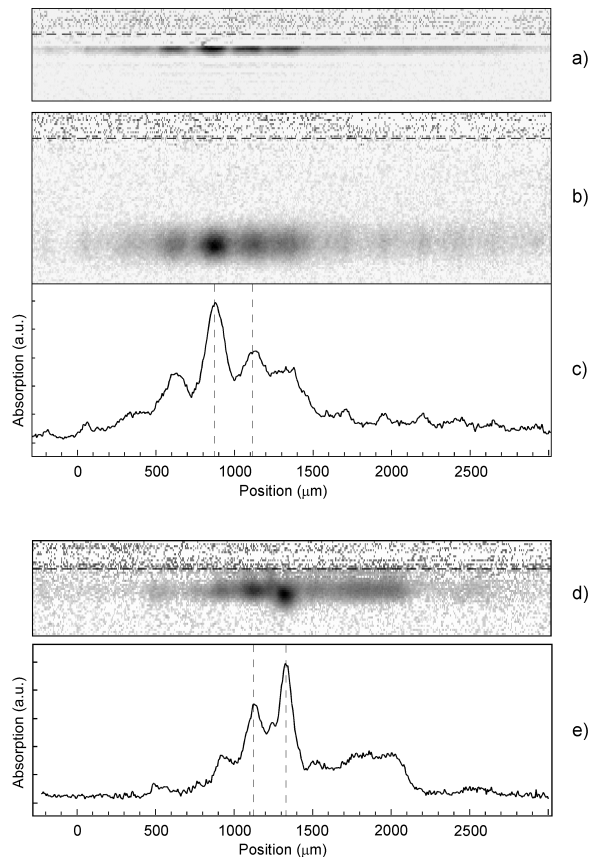 a)
b)
Absorption (a.u.)
c)
0 500 1000 1500 2000 2500
Position (μm)
d)
Absorption (a.u.)
e)
0 500 1000 1500 2000 2500
Position (μm)